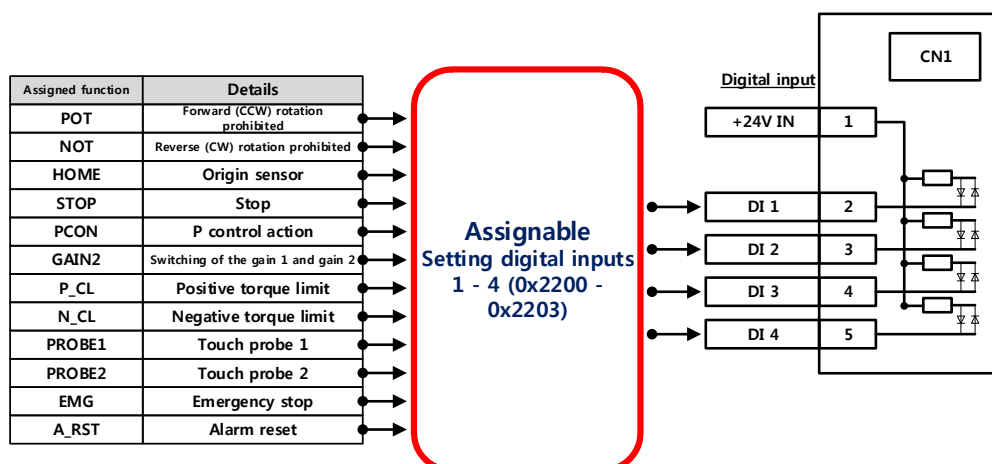 CN1
Digital input
+24V IN 1
Assigned function Details
POT Forward (CCW) rotation
prohibited
NOT Reverse (CW) rotation prohibited
HOME Origin sensor
STOP Stop
PCON P control action
GAIN2 Switching of the gain 1 and gain 2
P_CL Positive torque limit
N_CL Negative torque limit
PROBE1 Touch probe 1
PROBE2 Touch probe 2
EMG Emergency stop
A_RST Alarm reset
Assignable
Setting digital inputs
1 - 4 (0x2200 -
0x2203)
DI 1 2
DI 2 3
DI 3 4
DI 4 5